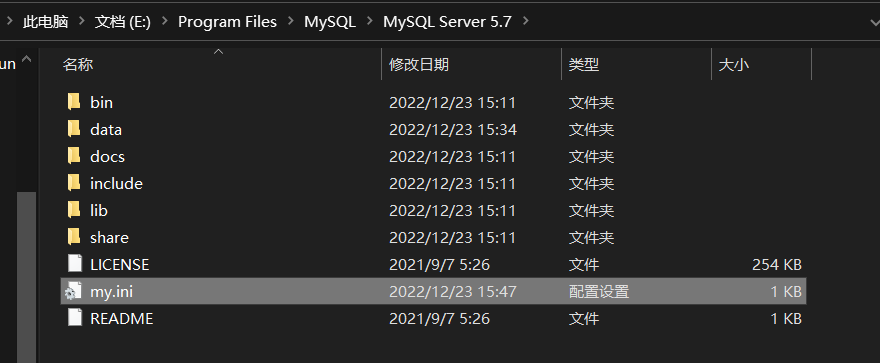 此电脑 文档 (E:) Program Files MySQL MySQL Server 5.7
un
名称 修改日期 类型 大小
bin 2022/12/23 15:11 文件夹
data 2022/12/23 15:34 文件夹
docs 2022/12/23 15:11 文件夹
include 2022/12/23 15:11 文件夹
lib 2022/12/23 15:11 文件夹
share 2022/12/23 15:11 文件夹
LICENSE 2021/9/7 5:26 文件 254 KB
my.ini 2022/12/23 15:47 配置设置 1 KB
README 2021/9/7 5:26 文件 1 KB